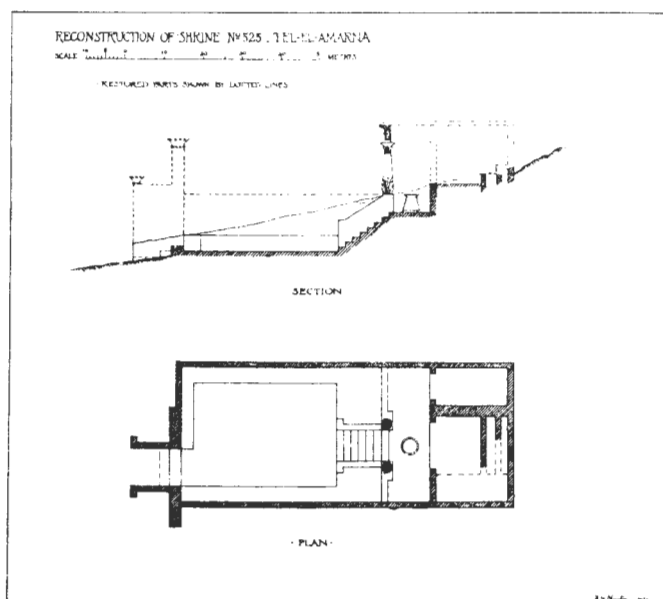 RECONSTRUCTION OF SHRINE Nº 525 . TEL-EL-AMARNA
SCALE METRES
· RESTORED PARTS SHOWN BY DOTTED LINES
SECTION
· PLAN ·